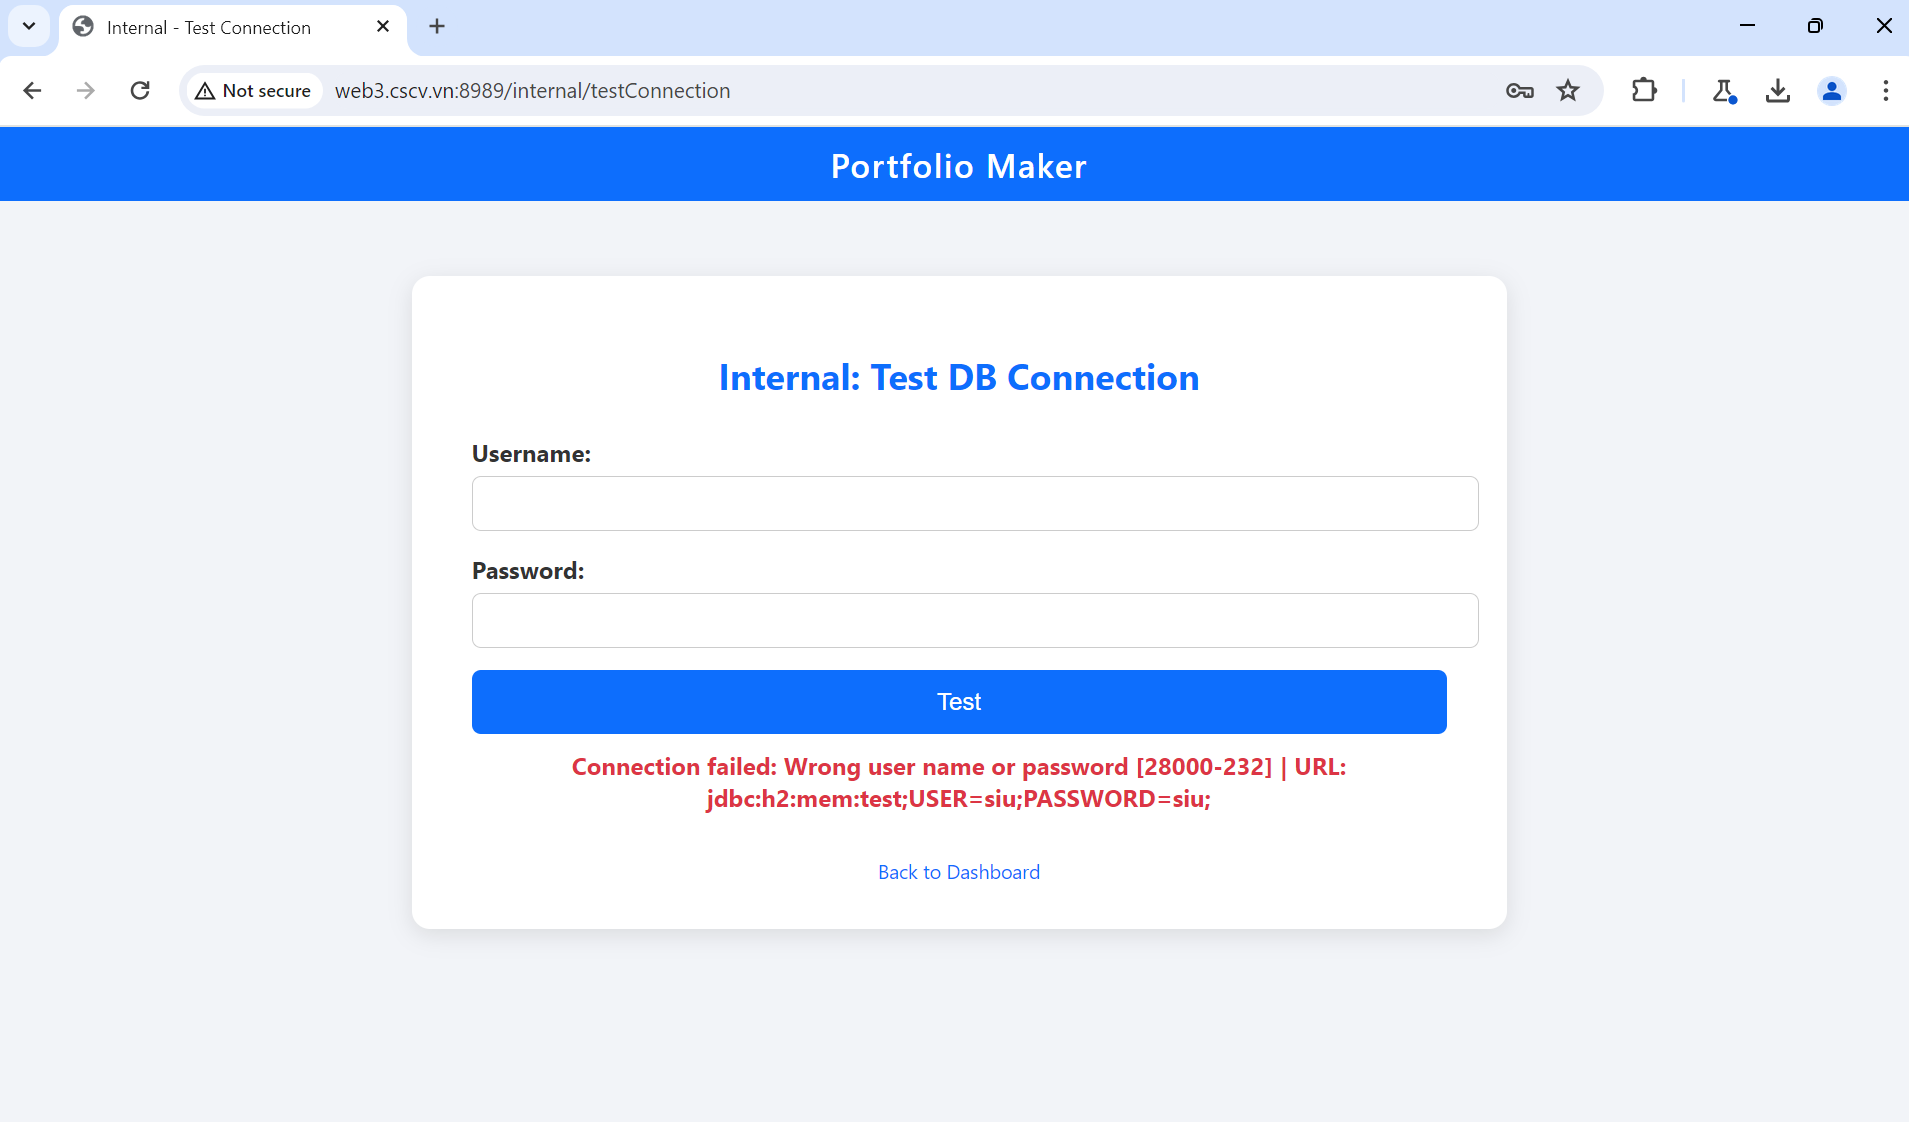 Internal - Test Connection
Not secure
web3.cscv.vn:8989/internal/testConnection
Portfolio Maker
Internal: Test DB Connection
Username:
Password:
Test
Connection failed: Wrong user name or password [28000-232] | URL:
jdbc:h2:mem:test;USER=siu;PASSWORD=siu;
Back to Dashboard